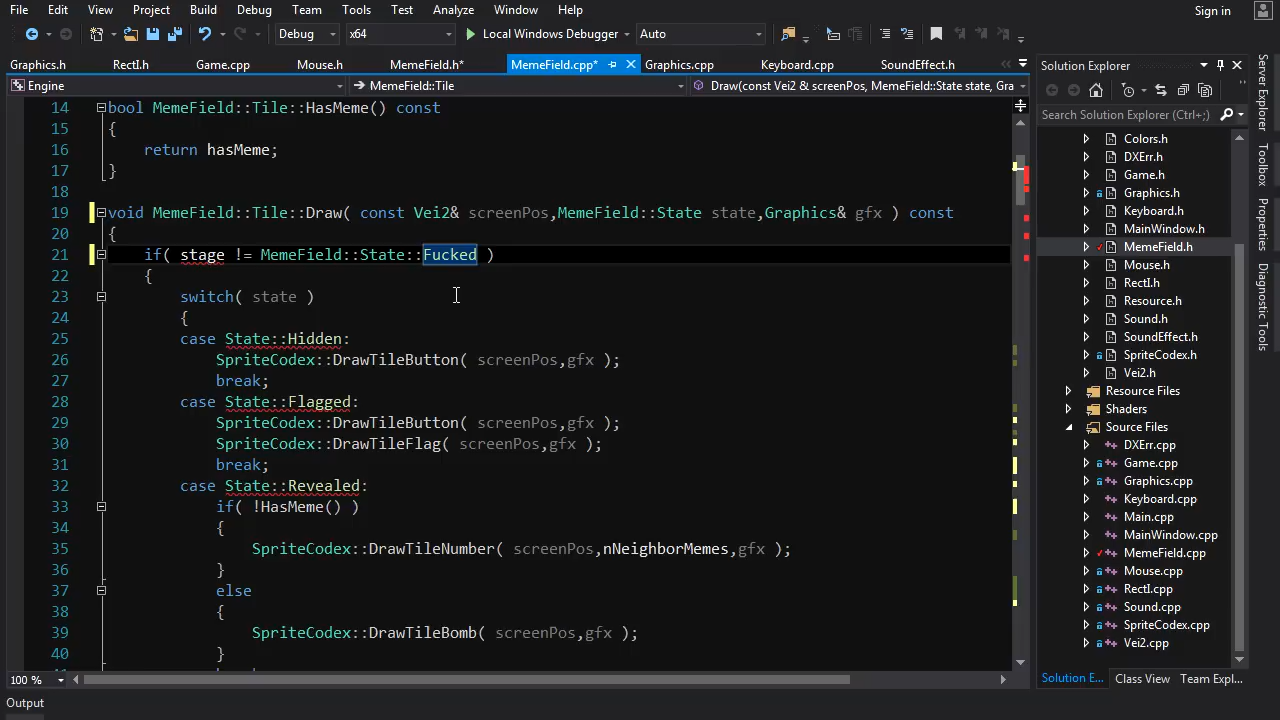 File Edit View Project Build Debug Team Tools Test Analyze Window Help Sign in
Debug x64 Local Windows Debugger Auto
Graphics.h RectI.h Game.cpp Mouse.h MemeField.h* MemeField.cpp* Graphics.cpp Keyboard.cpp SoundEffect.h
Engine MemeField::Tile Draw(const Vei2 & screenPos, MemeField::State state, Gra
14 bool MemeField::Tile::HasMeme() const
15 {
16 return hasMeme;
17 }
18
19 void MemeField::Tile::Draw( const Vei2& screenPos,MemeField::State state,Graphics& gfx ) const
20 {
21 if( stage != MemeField::State::Fucked )
22 {
23 switch( state )
24 {
25 case State::Hidden:
26 SpriteCodex::DrawTileButton( screenPos,gfx );
27 break;
28 case State::Flagged:
29 SpriteCodex::DrawTileButton( screenPos,gfx );
30 SpriteCodex::DrawTileFlag( screenPos,gfx );
31 break;
32 case State::Revealed:
33 if( !HasMeme() )
34 {
35 SpriteCodex::DrawTileNumber( screenPos,nNeighborMemes,gfx );
36 }
37 else
38 {
39 SpriteCodex::DrawTileBomb( screenPos,gfx );
40 }
100 %
Output
Solution Explorer
Search Solution Explorer (Ctrl+;)
Colors.h
DXErr.h
Game.h
Graphics.h
Keyboard.h
MainWindow.h
MemeField.h
Mouse.h
RectI.h
Resource.h
Sound.h
SoundEffect.h
SpriteCodex.h
Vei2.h
Resource Files
Shaders
Source Files
DXErr.cpp
Game.cpp
Graphics.cpp
Keyboard.cpp
Main.cpp
MainWindow.cpp
MemeField.cpp
Mouse.cpp
RectI.cpp
Sound.cpp
SpriteCodex.cpp
Vei2.cpp
Solution E... Class View Team Expl...
Server Explorer
Toolbox
Property Manager
Diagnostic Tools